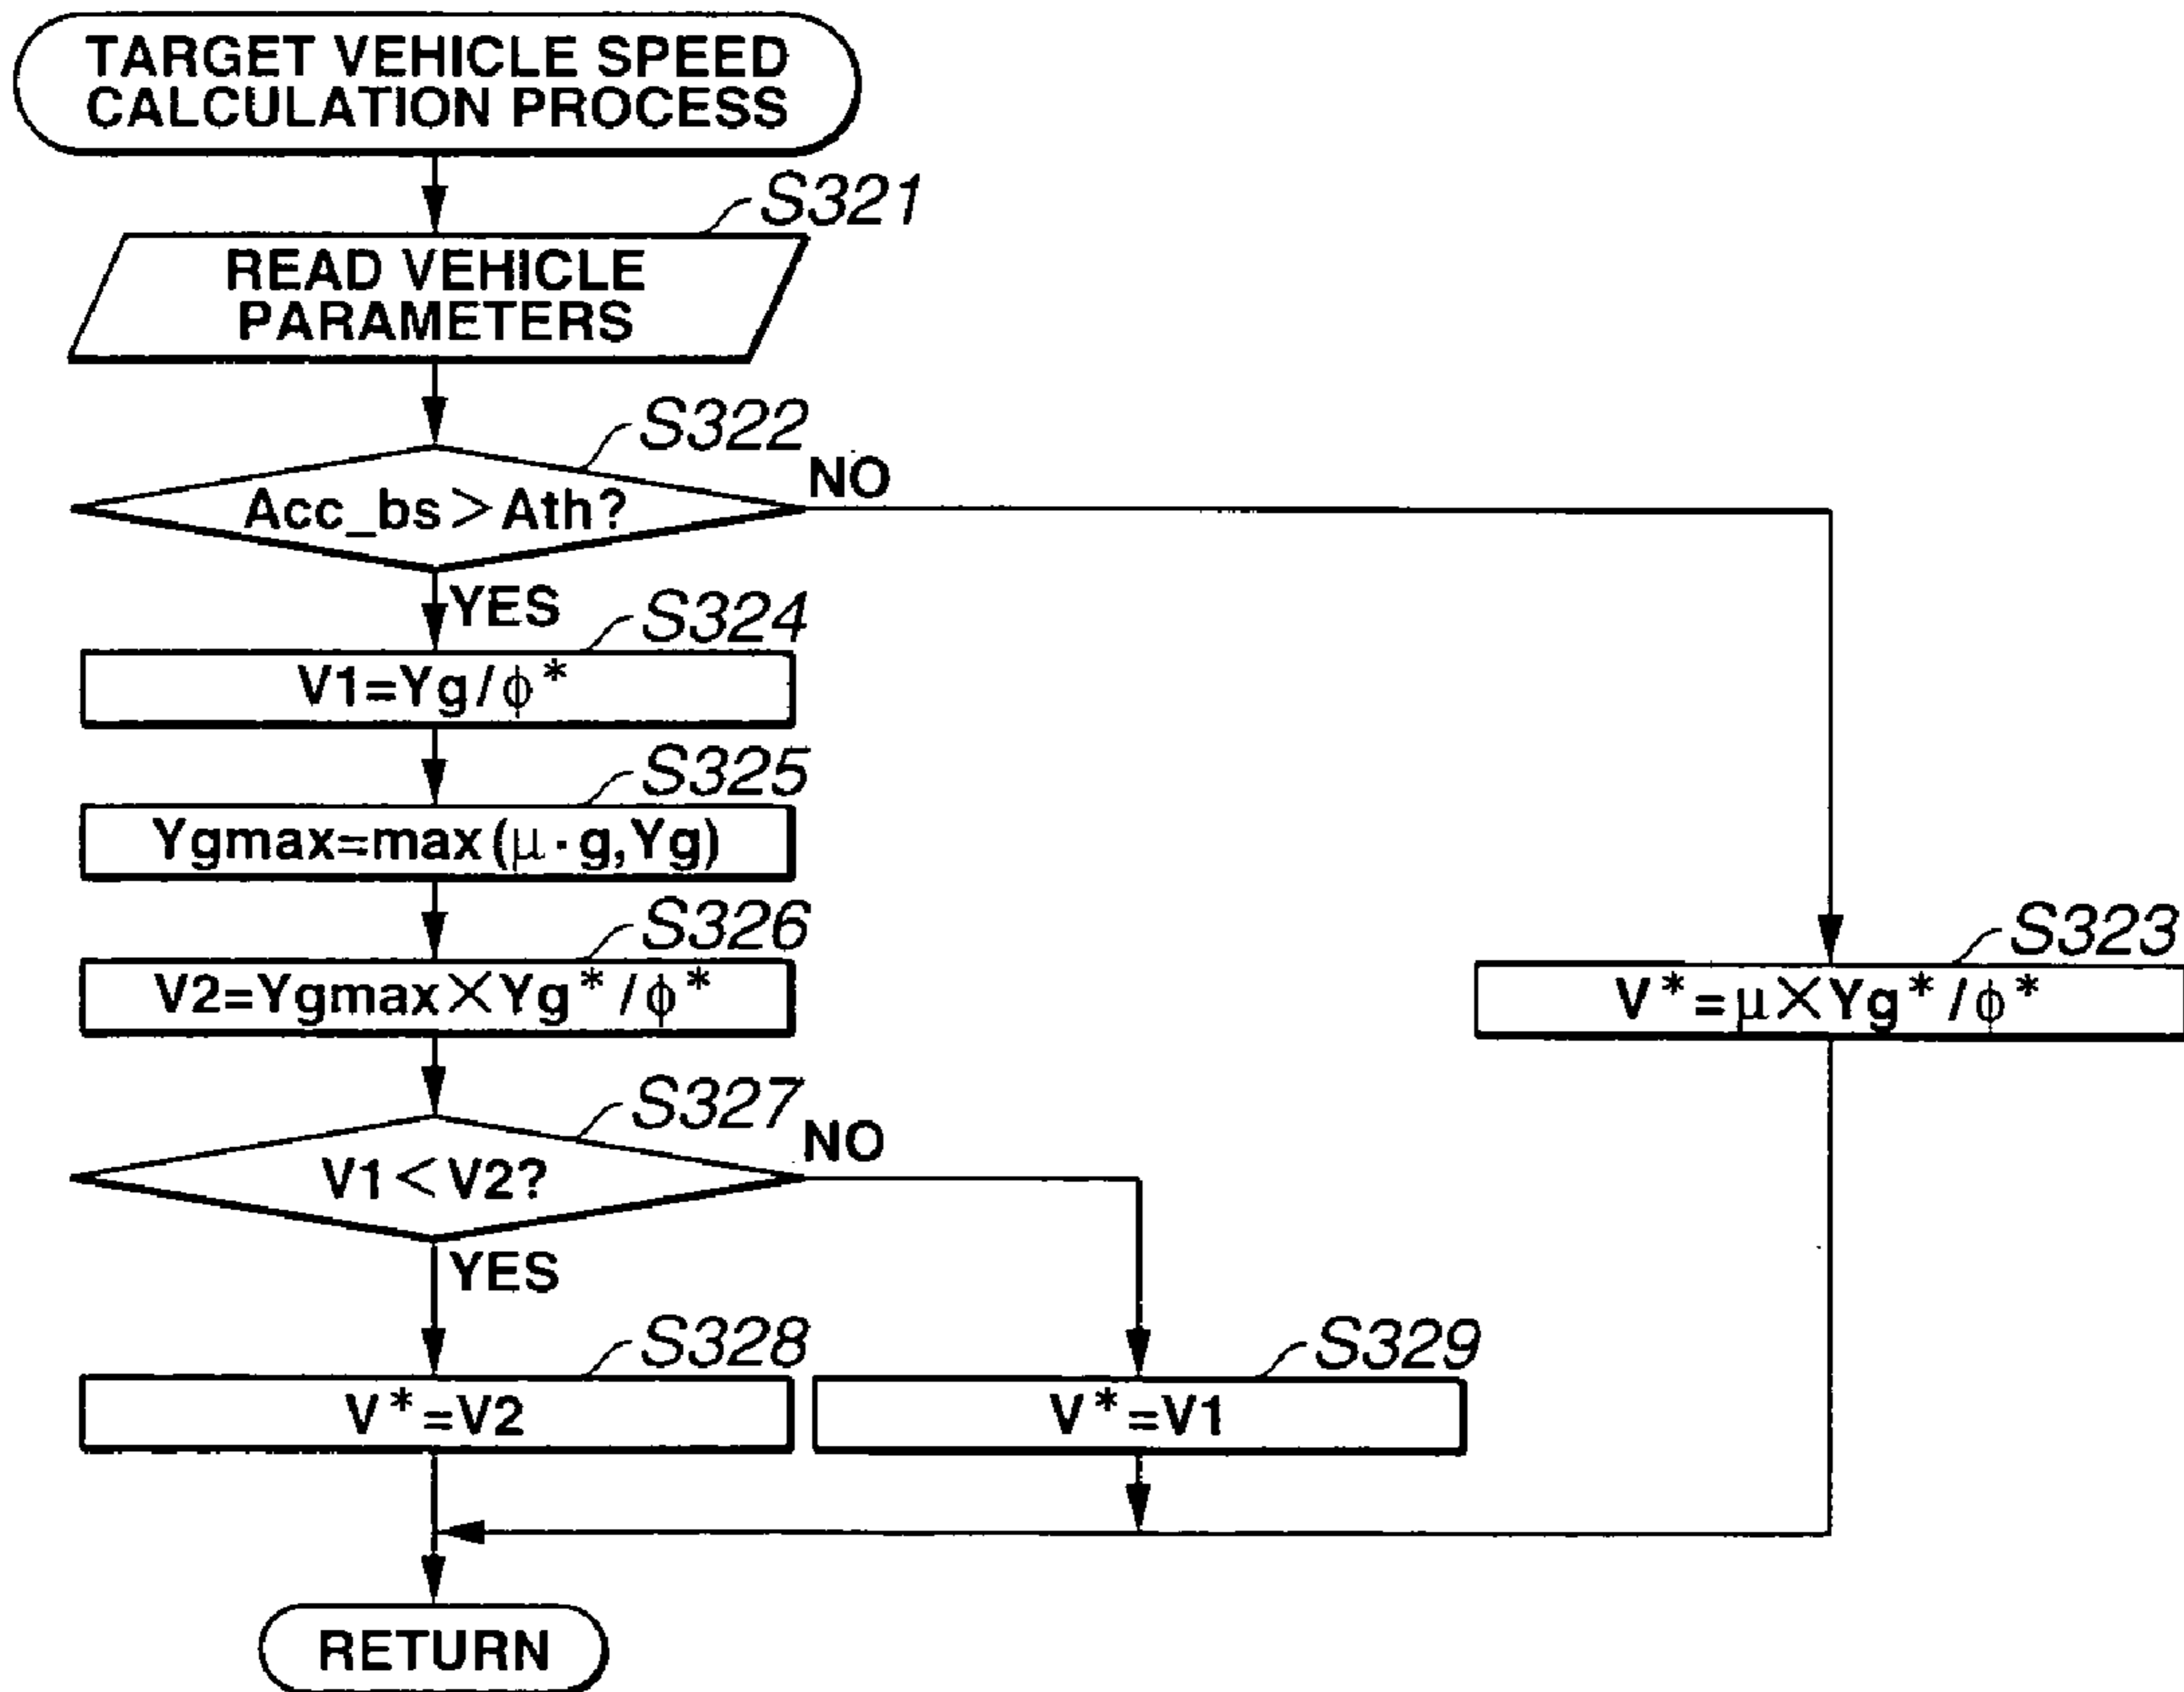 TARGET VEHICLE SPEED
CALCULATION PROCESS
S321
READ VEHICLE
PARAMETERS
S322
Acc_bs>Ath?
NO
YES
S324
V1=Yg/ϕ*
S325
Ygmax=max(μ·g,Yg)
S326
V2=Ygmax×Yg*/ϕ*
S323
V*=μ×Yg*/ϕ*
S327
V1<V2?
NO
YES
S328
V*=V2
S329
V*=V1
RETURN